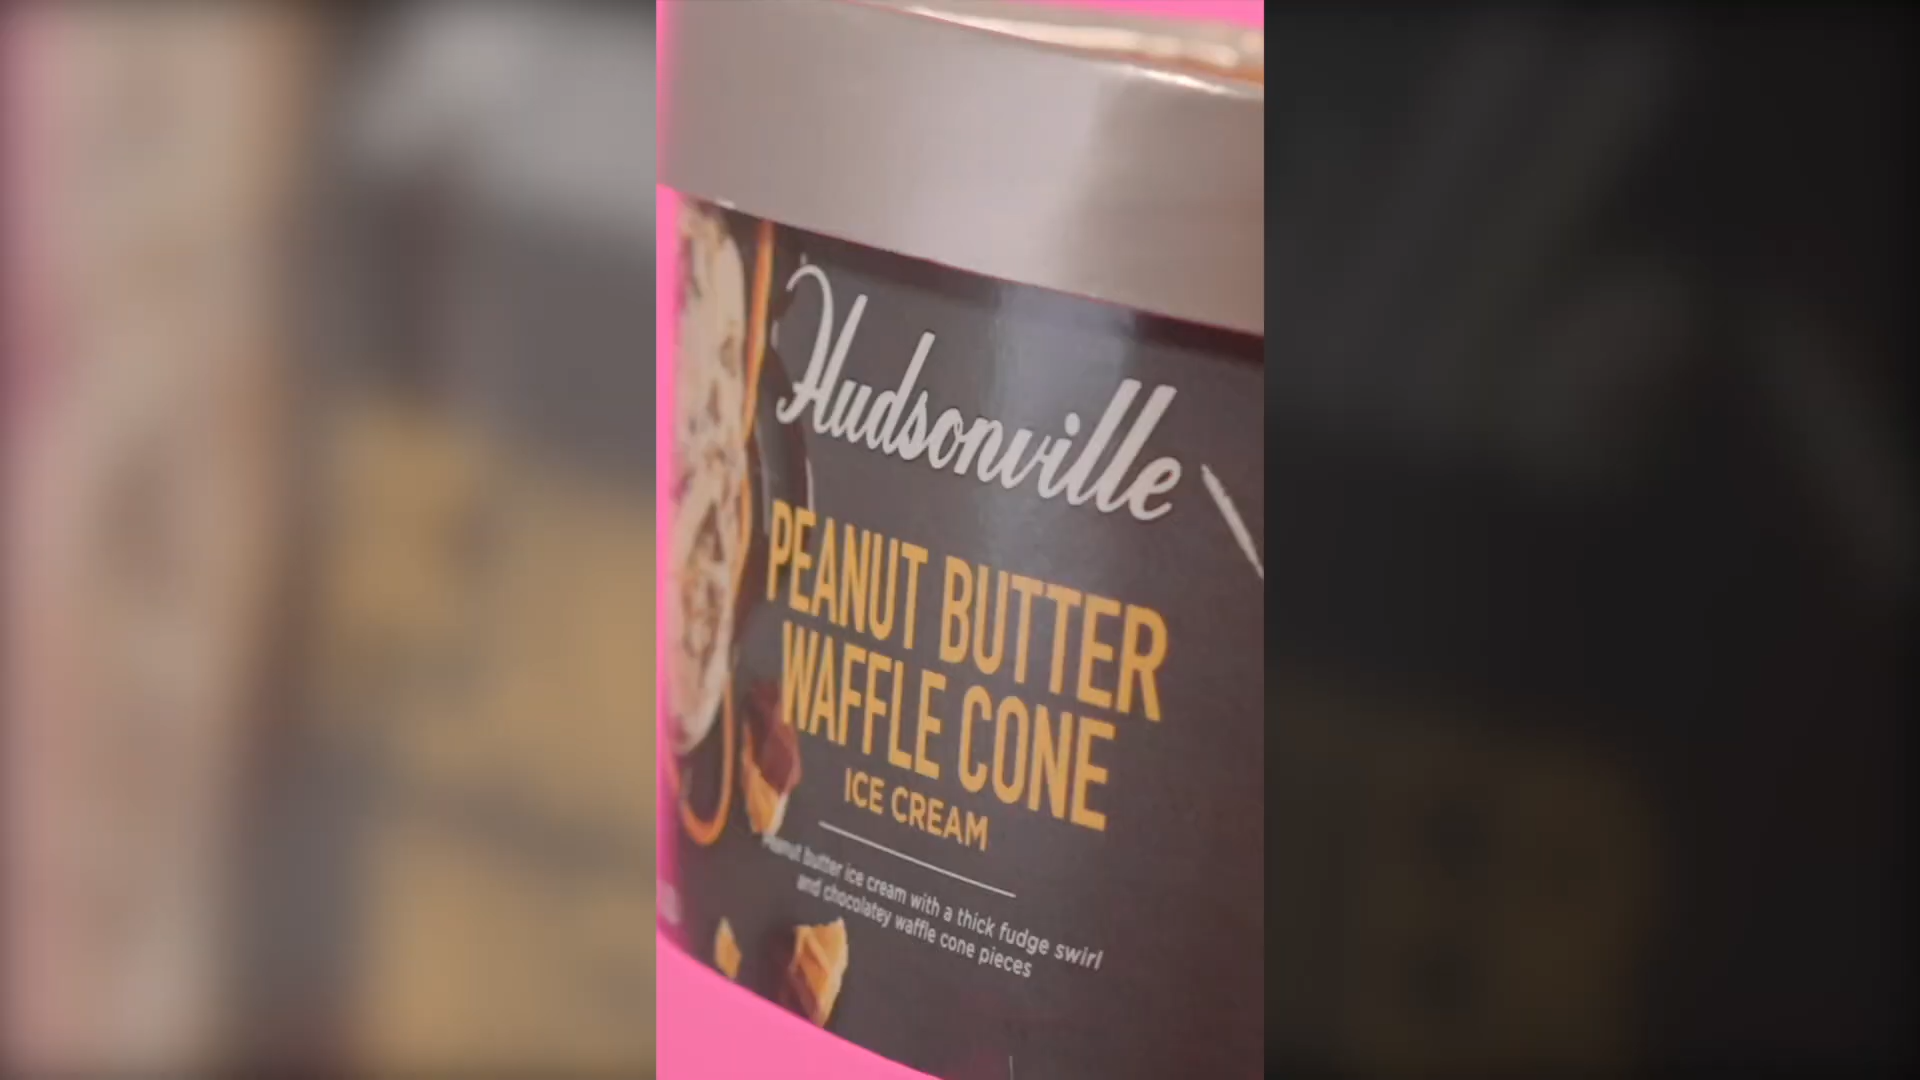 Hudsonville
PEANUT BUTTER
WAFFLE CONE
ICE CREAM
Peanut butter ice cream with a thick fudge swirl
and chocolatey waffle cone pieces